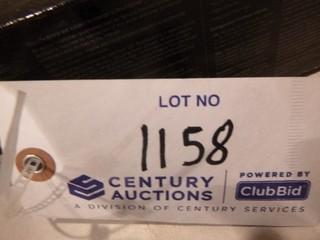 LOT NO
1158
CENTURY AUCTIONS
POWERED BY
ClubBid
A DIVISION OF CENTURY SERVICES